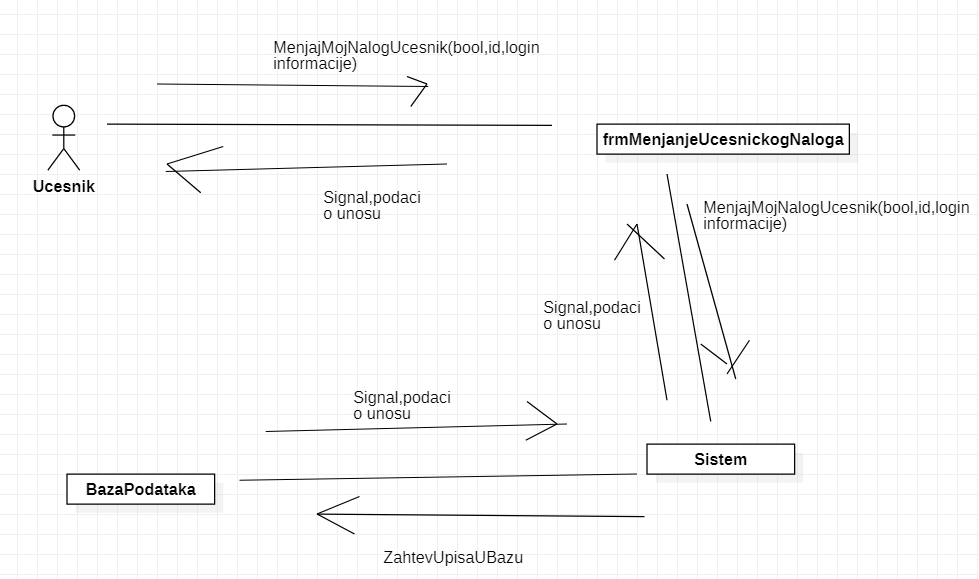 MenjajMojNalogUcesnik(bool,id,login
informacije)
frmMenjanjeUcesnickogNaloga
Ucesnik
Signal,podaci
o unosu
MenjajMojNalogUcesnik(bool,id,login
informacije)
Signal,podaci
o unosu
Signal,podaci
o unosu
Sistem
BazaPodataka
ZahtevUpisaUBazu